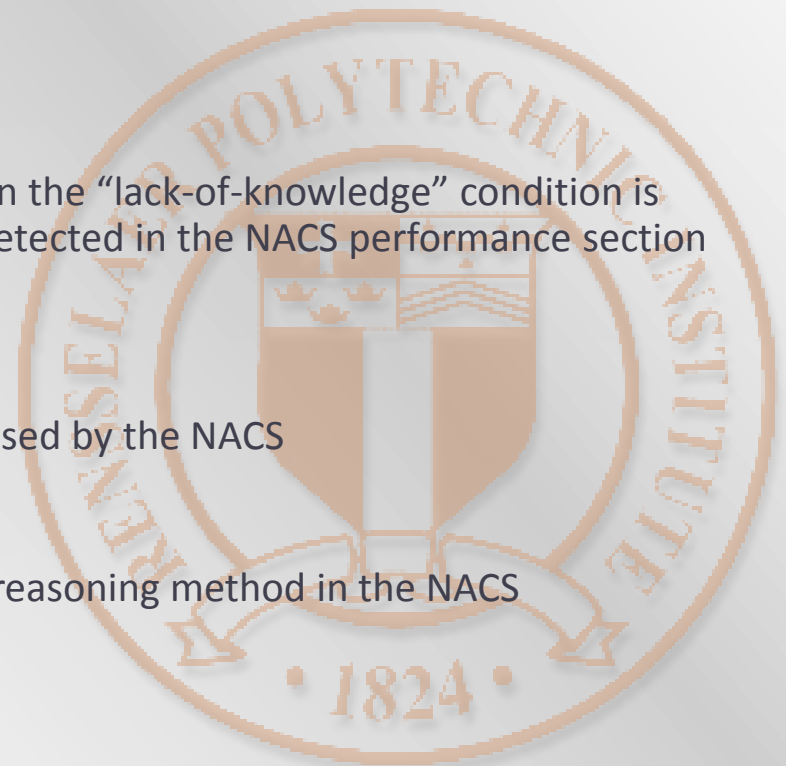 RENSSELAER POLYTECHNIC INSTITUTE
n the “lack-of-knowledge” condition is
etected in the NACS performance section
sed by the NACS
reasoning method in the NACS
• 1824 •